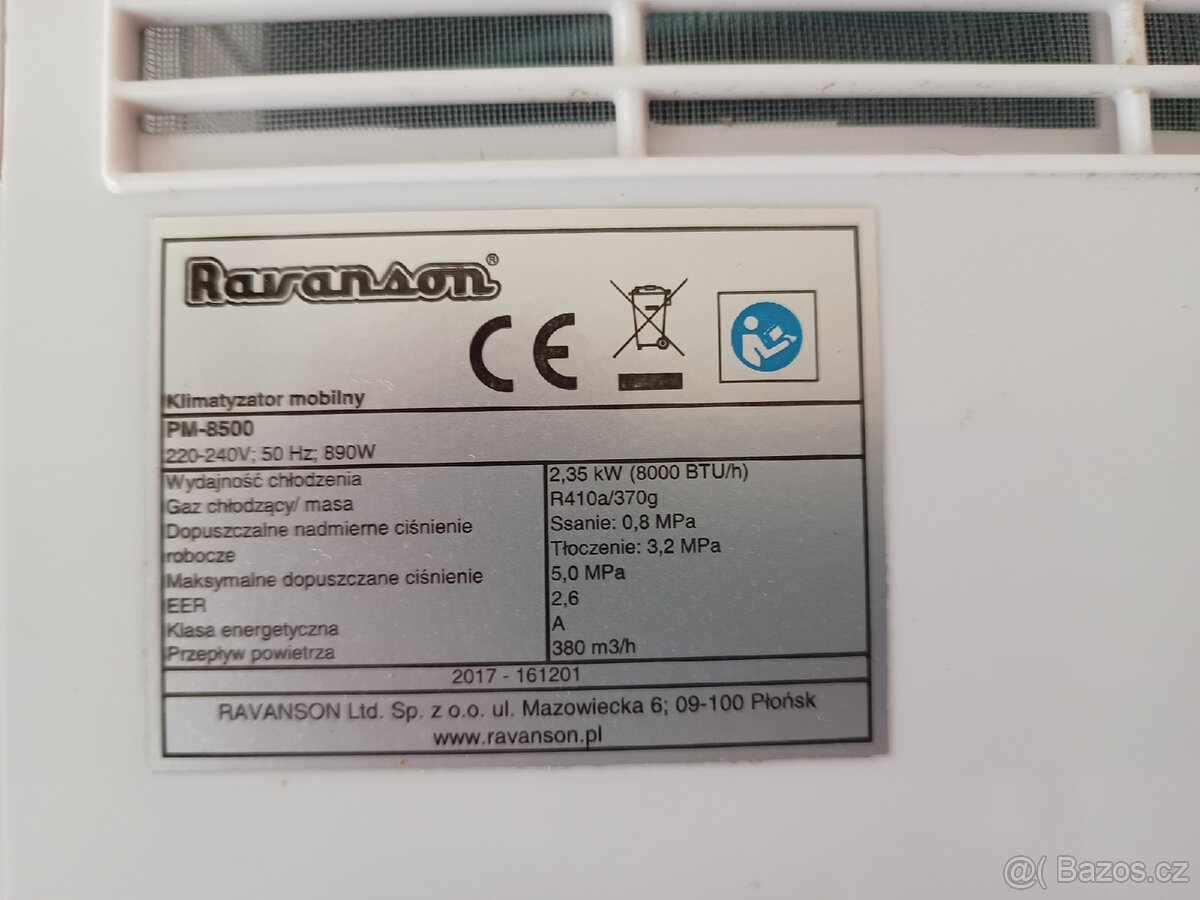 Ravanson®
CE
Klimatyzator mobilny
PM-8500
220-240V; 50 Hz; 890W
Wydajność chłodzenia 2,35 kW (8000 BTU/h)
Gaz chłodzący/ masa R410a/370g
Dopuszczalne nadmierne ciśnienie Ssanie: 0,8 MPa
robocze Tłoczenie: 3,2 MPa
Maksymalne dopuszczane ciśnienie 5,0 MPa
EER 2,6
Klasa energetyczna A
Przepływ powietrza 380 m3/h
2017 - 161201
RAVANSON Ltd. Sp. z o.o. ul. Mazowiecka 6; 09-100 Płońsk
www.ravanson.pl
@( Bazos.cz